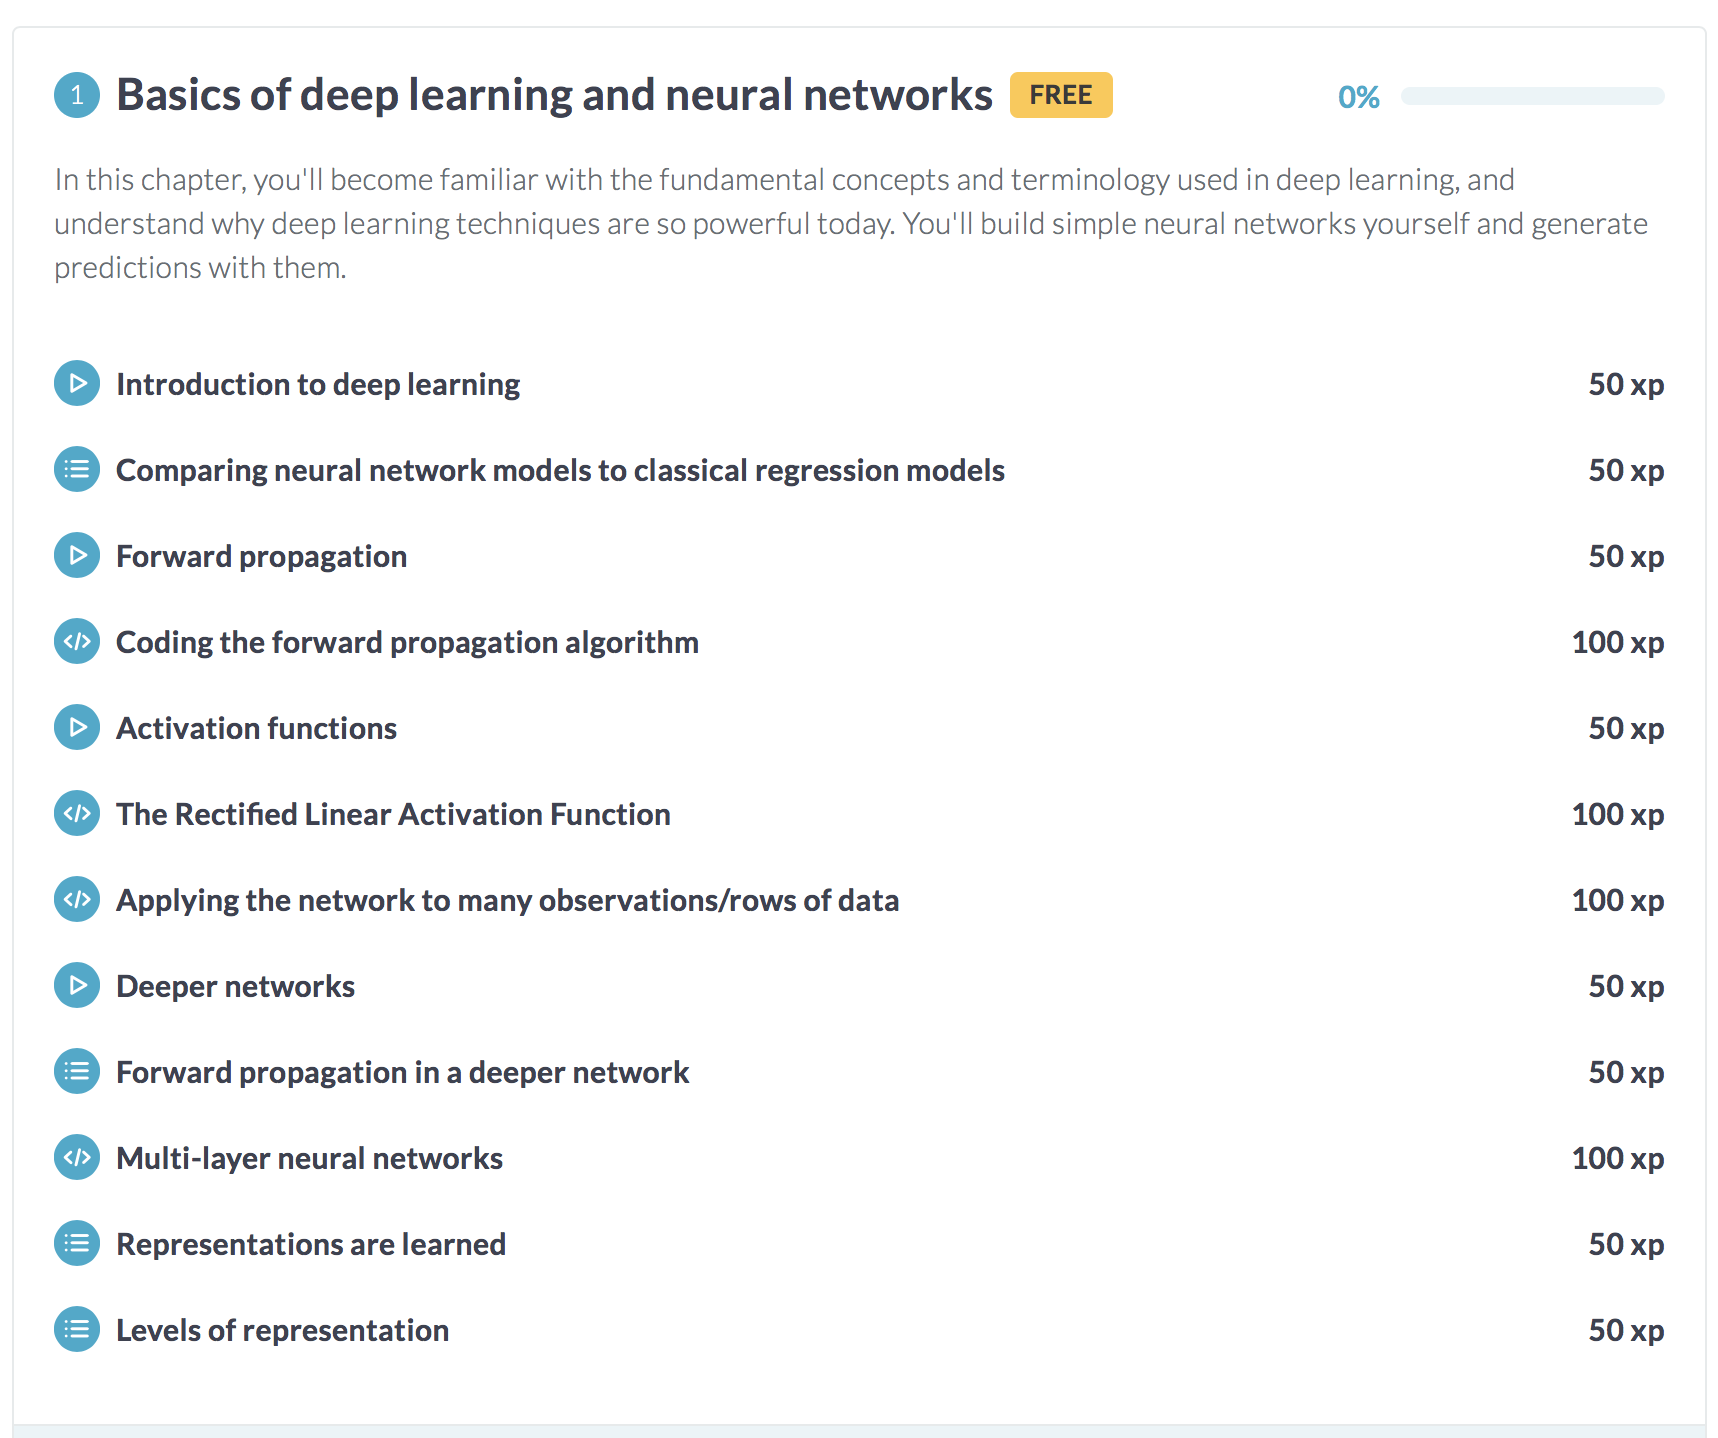 1 Basics of deep learning and neural networks FREE 0%
In this chapter, you'll become familiar with the fundamental concepts and terminology used in deep learning, and
understand why deep learning techniques are so powerful today. You'll build simple neural networks yourself and generate
predictions with them.
Introduction to deep learning 50 xp
Comparing neural network models to classical regression models 50 xp
Forward propagation 50 xp
</> Coding the forward propagation algorithm 100 xp
Activation functions 50 xp
</> The Rectified Linear Activation Function 100 xp
</> Applying the network to many observations/rows of data 100 xp
Deeper networks 50 xp
Forward propagation in a deeper network 50 xp
</> Multi-layer neural networks 100 xp
Representations are learned 50 xp
Levels of representation 50 xp